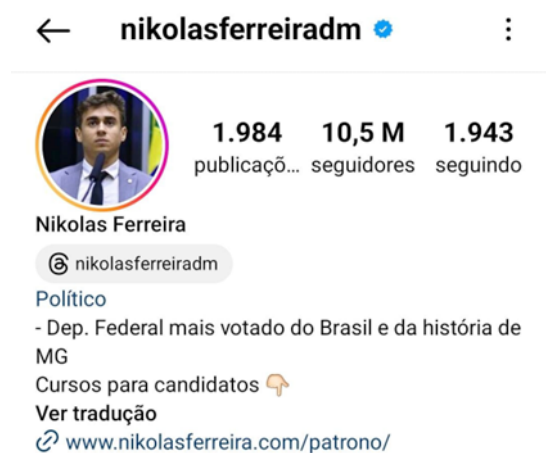 nikolasferreiradm
1.984 10,5 M 1.943
publicaçõ... seguidores seguindo
Nikolas Ferreira
nikolasferreiradm
Político
- Dep. Federal mais votado do Brasil e da história de
MG
Cursos para candidatos 👇🏻
Ver tradução
www.nikolasferreira.com/patrono/